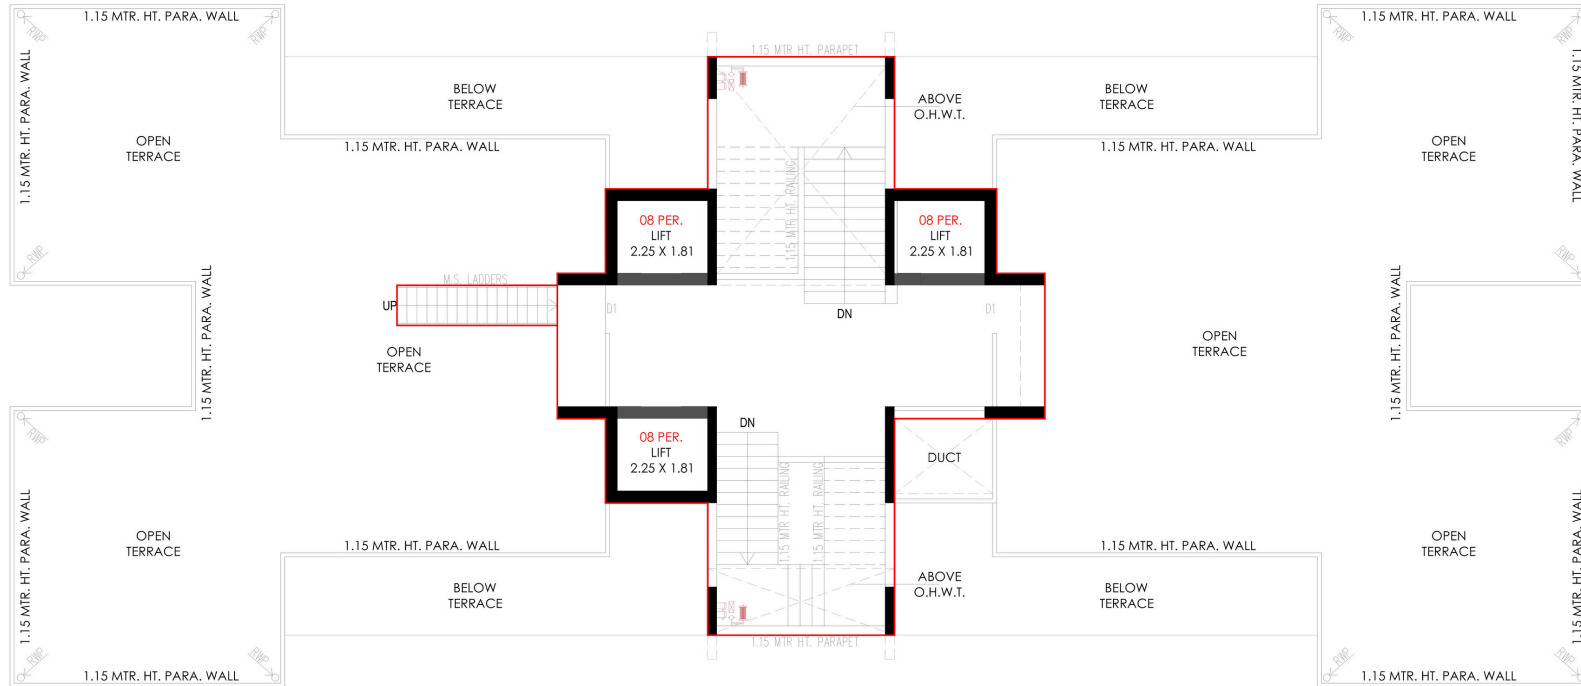 1.15 MTR. HT. PARA. WALL
1.15 MTR. HT. PARA. WALL
RWP
RWP
RWP
RWP
1.15 MTR HT. PARAPET
1.15 MTR. HT. PARA. WALL
1.15 MTR. HT. PARA. WALL
BELOW
TERRACE
ABOVE
O.H.W.T.
BELOW
TERRACE
OPEN
TERRACE
1.15 MTR. HT. PARA. WALL
1.15 MTR. HT. PARA. WALL
OPEN
TERRACE
1.15 MTR HT. RAILING
08 PER.
LIFT
2.25 X 1.81
08 PER.
LIFT
2.25 X 1.81
RWP
RWP
M.S. LADDERS
UP
D1
DN
D1
1.15 MTR. HT. PARA. WALL
OPEN
TERRACE
OPEN
TERRACE
1.15 MTR. HT. PARA. WALL
RWP
RWP
DN
08 PER.
LIFT
2.25 X 1.81
DUCT
1.15 MTR HT. RAILING
1.15 MTR HT. RAILING
1.15 MTR. HT. PARA. WALL
1.15 MTR. HT. PARA. WALL
OPEN
TERRACE
1.15 MTR. HT. PARA. WALL
1.15 MTR. HT. PARA. WALL
OPEN
TERRACE
BELOW
TERRACE
ABOVE
O.H.W.T.
BELOW
TERRACE
1.15 MTR HT. PARAPET
RWP
RWP
RWP
RWP
1.15 MTR. HT. PARA. WALL
1.15 MTR. HT. PARA. WALL